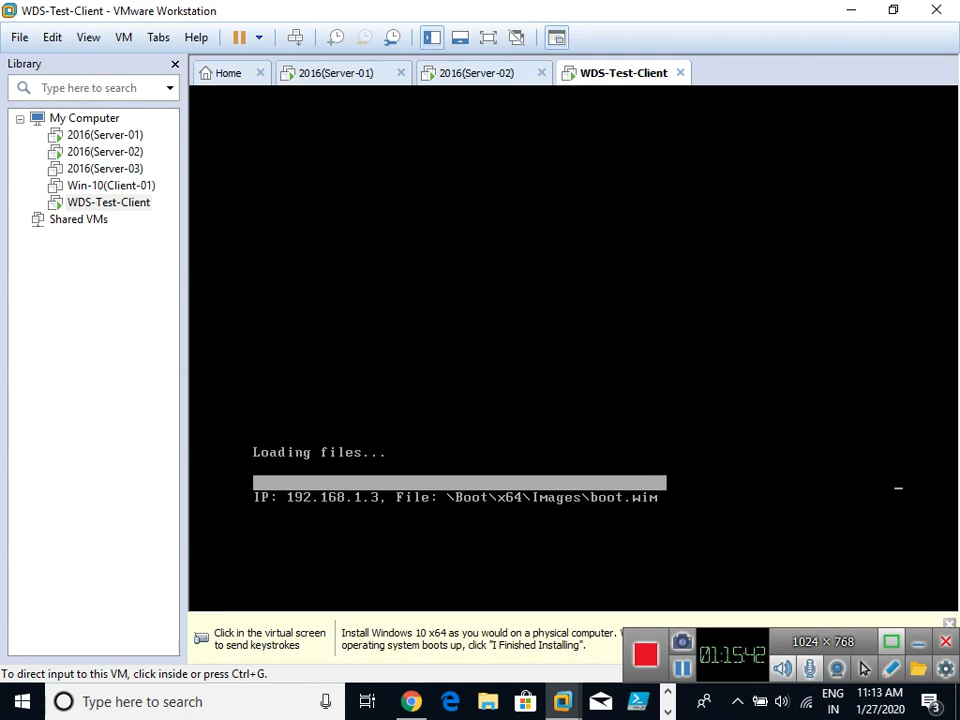 WDS-Test-Client - VMware Workstation
File Edit View VM Tabs Help
Library
Type here to search
My Computer
2016(Server-01)
2016(Server-02)
2016(Server-03)
Win-10(Client-01)
WDS-Test-Client
Shared VMs
Home 2016(Server-01) 2016(Server-02) WDS-Test-Client
Loading files...
IP: 192.168.1.3, File: \Boot\x64\Images\boot.wim
Click in the virtual screen
to send keystrokes
Install Windows 10 x64 as you would on a physical computer.
operating system boots up, click "I Finished Installing".
01:15:42
1024 × 768
To direct input to this VM, click inside or press Ctrl+G.
Type here to search
ENG
IN
11:13 AM
1/27/2020
3